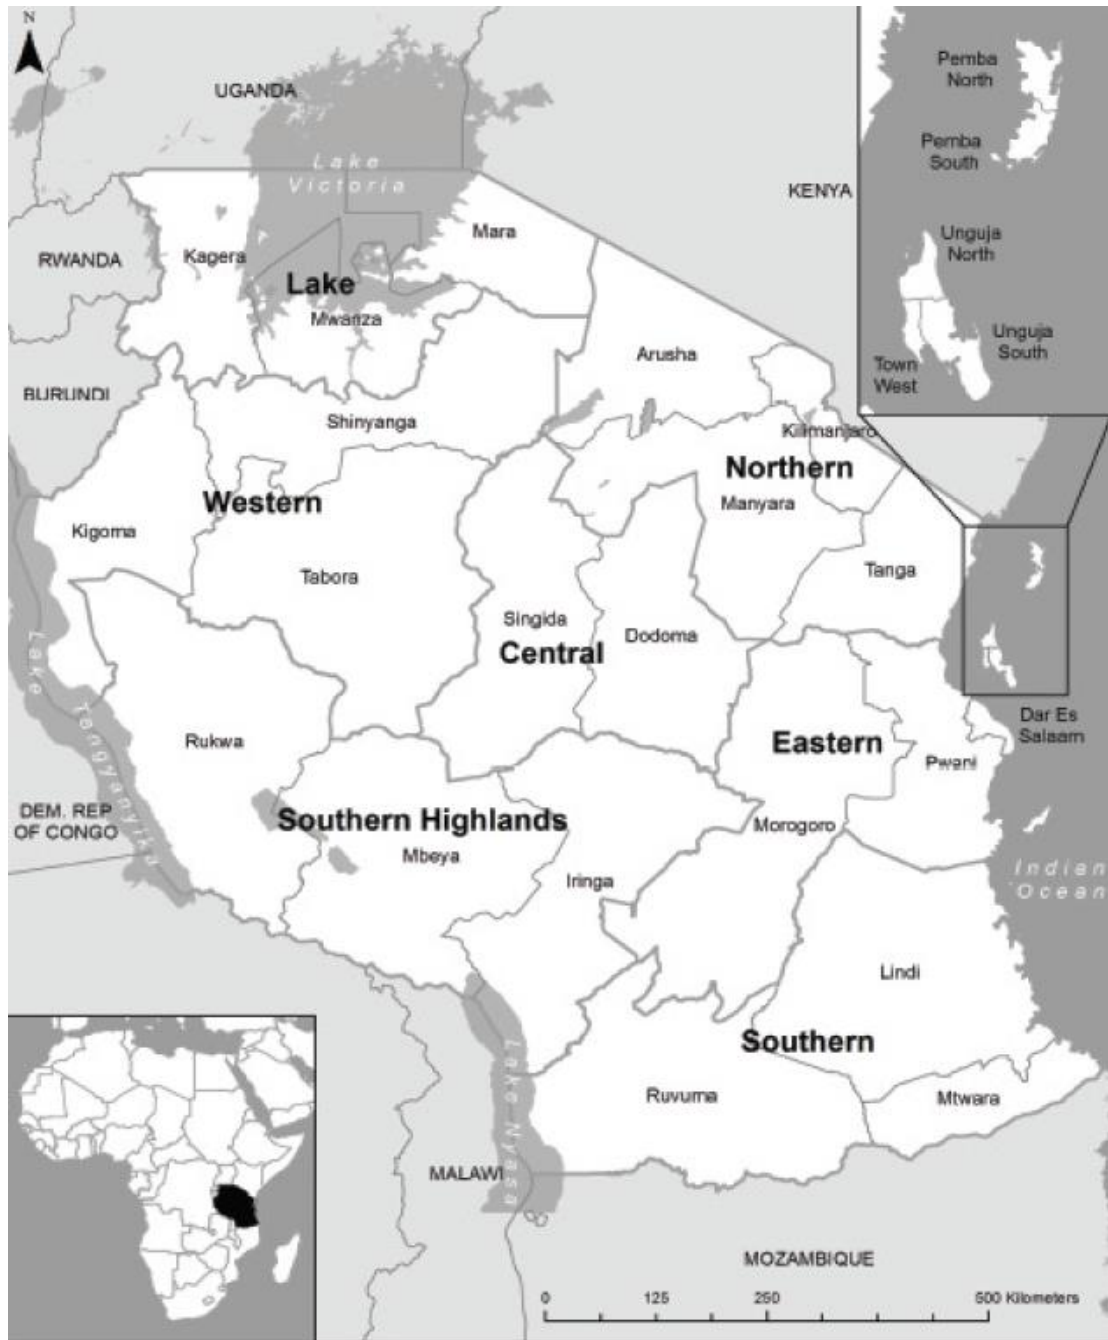 N
UGANDA
Lake
Victoria
KENYA
RWANDA
BURUNDI
Kagera
Mara
Lake
Mwanza
Arusha
Shinyanga
Kilimanjaro
Northern
Manyara
Western
Kigoma
Tabora
Tanga
Singida
Central
Dodoma
Lake
Tangyanyika
Rukwa
Eastern
Dar Es
Salaam
Pwani
DEM. REP
OF CONGO
Southern Highlands
Mbeya
Morogoro
Iringa
Indian
Ocean
Lindi
Southern
Ruvuma
Mtwara
Lake Nyasa
MALAWI
MOZAMBIQUE
Pemba
North
Pemba
South
Unguja
North
Unguja
South
Town
West
0 125 250 500 Kilometers